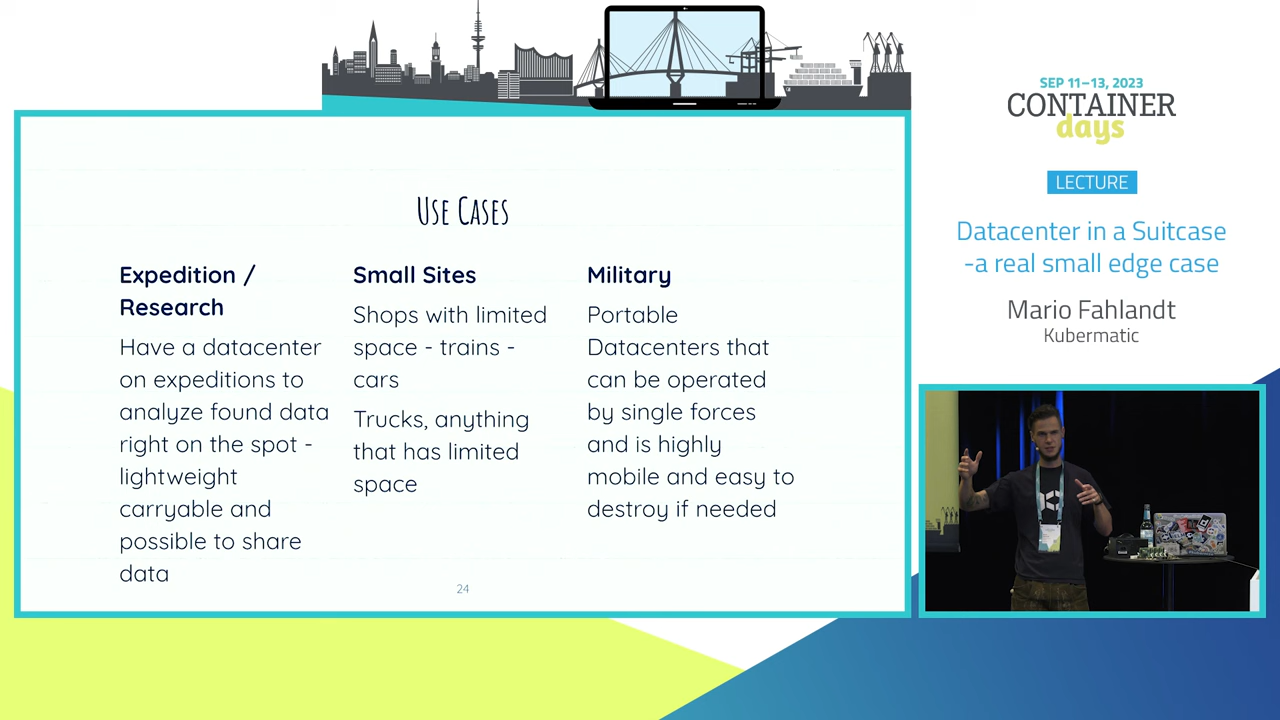 SEP 11–13, 2023
CONTAINER
days
LECTURE
Datacenter in a Suitcase
-a real small edge case
Mario Fahlandt
Kubermatic
Use Cases
Expedition /
Research
Have a datacenter
on expeditions to
analyze found data
right on the spot -
lightweight
carryable and
possible to share
data
Small Sites
Shops with limited
space - trains -
cars
Trucks, anything
that has limited
space
Military
Portable
Datacenters that
can be operated
by single forces
and is highly
mobile and easy to
destroy if needed
24